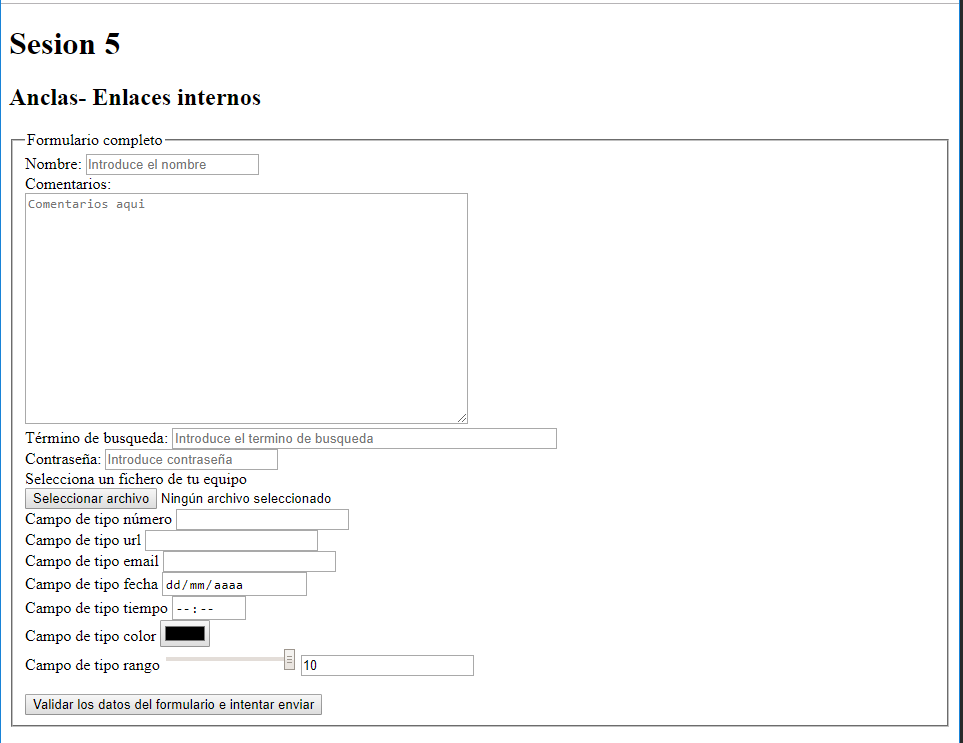 Sesion 5
Anclas- Enlaces internos
Formulario completo
Nombre: Introduce el nombre
Comentarios:
Comentarios aqui
Término de busqueda: Introduce el termino de busqueda
Contraseña: Introduce contraseña
Selecciona un fichero de tu equipo
Seleccionar archivo Ningún archivo seleccionado
Campo de tipo número
Campo de tipo url
Campo de tipo email
Campo de tipo fecha dd/mm/aaaa
Campo de tipo tiempo --:--
Campo de tipo color
Campo de tipo rango 10
Validar los datos del formulario e intentar enviar